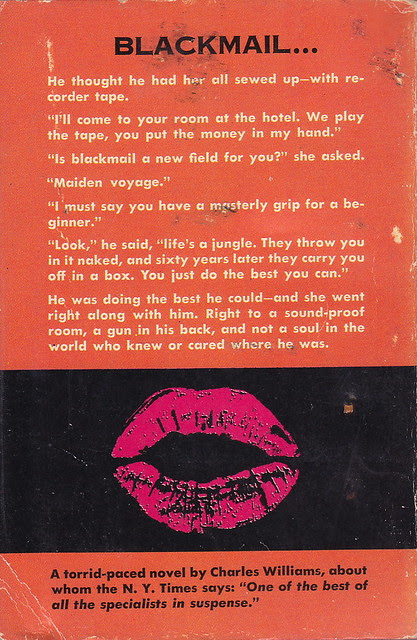 BLACKMAIL...
He thought he had her all sewed up—with re-
corder tape.
"I'll come to your room at the hotel. We play
the tape, you put the money in my hand."
"Is blackmail a new field for you?" she asked.
"Maiden voyage."
"I must say you have a masterly grip for a be-
ginner."
"Look," he said, "life's a jungle. They throw you
in it naked, and sixty years later they carry you
off in a box. You just do the best you can."
He was doing the best he could—and she went
right along with him. Right to a sound-proof
room, a gun in his back, and not a soul in the
world who knew or cared where he was.
A torrid-paced novel by Charles Williams, about
whom the N. Y. Times says: "One of the best of
all the specialists in suspense."